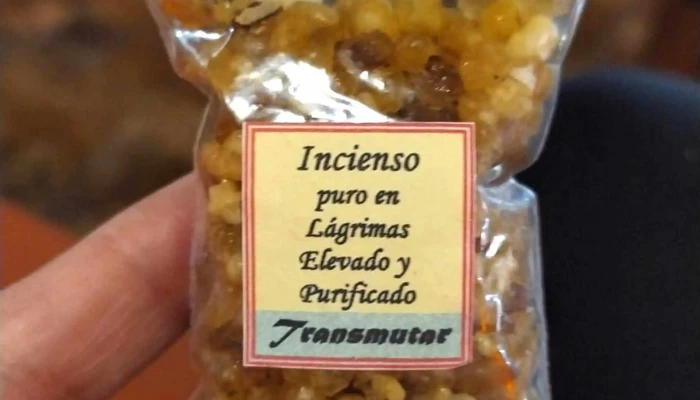 Incienso
puro en
Lágrimas
Elevado y
Purificado
Transmutar